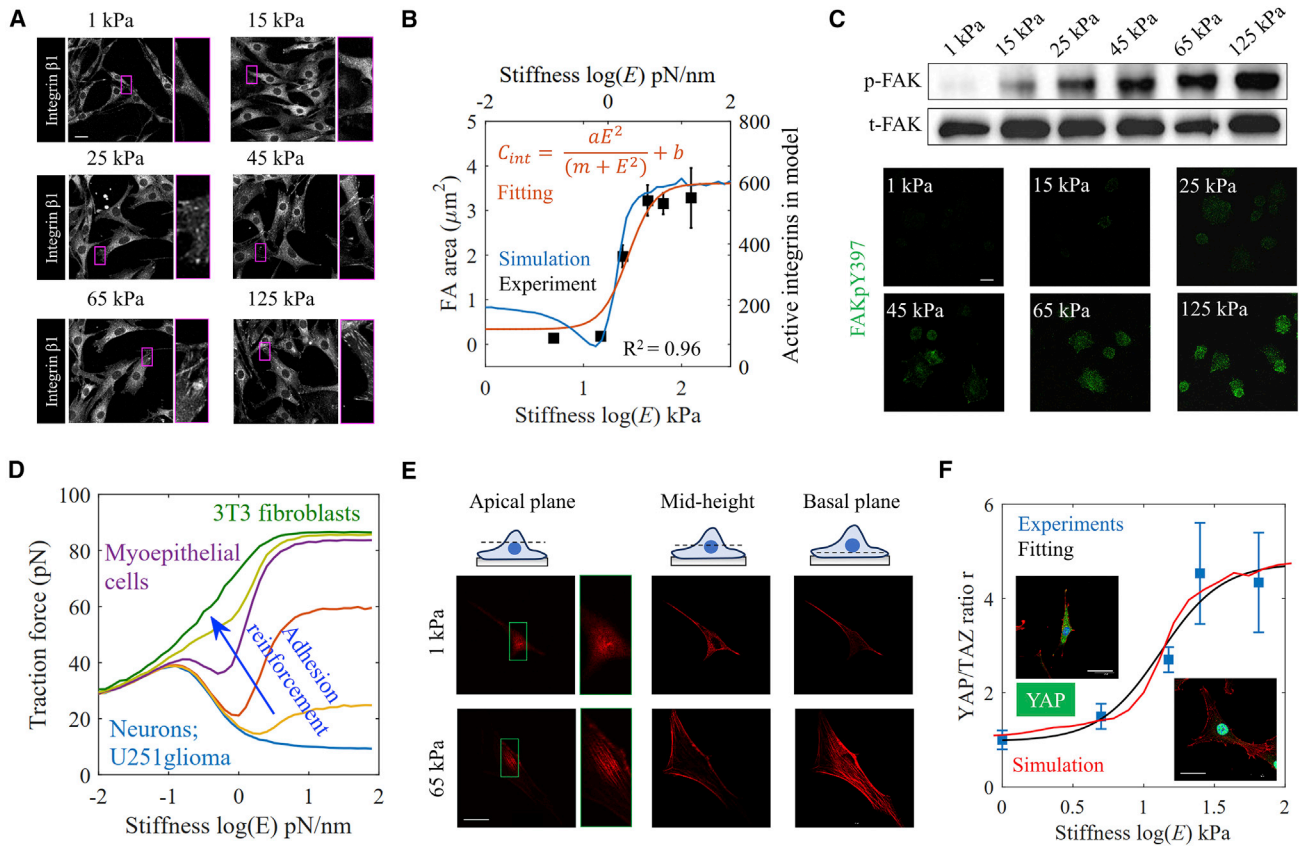 A
1 kPa
15 kPa
Integrin β1
25 kPa
45 kPa
Integrin β1
65 kPa
125 kPa
Integrin β1
B
Stiffness log(E) pN/nm
-2 0 2
C_int = aE^2 / (m + E^2) + b
Fitting
Simulation
Experiment
R^2 = 0.96
FA area (μm^2)
5
4
3
2
1
0
Active integrins in model
800
700
600
500
400
300
200
100
0
0 1 2
Stiffness log(E) kPa
C
1 kPa
15 kPa
25 kPa
45 kPa
65 kPa
125 kPa
p-FAK
t-FAK
FAKpY397
1 kPa
15 kPa
25 kPa
45 kPa
65 kPa
125 kPa
D
Traction force (pN)
100
80
60
40
20
0
3T3 fibroblasts
Myoepithelial
cells
Adhesion
reinforcement
Neurons;
U251glioma
-2 -1 0 1 2
Stiffness log(E) pN/nm
E
Apical plane
Mid-height
Basal plane
1 kPa
65 kPa
F
YAP/TAZ ratio r
6
4
2
0
Experiments
Fitting
YAP
Simulation
0 0.5 1 1.5 2
Stiffness log(E) kPa